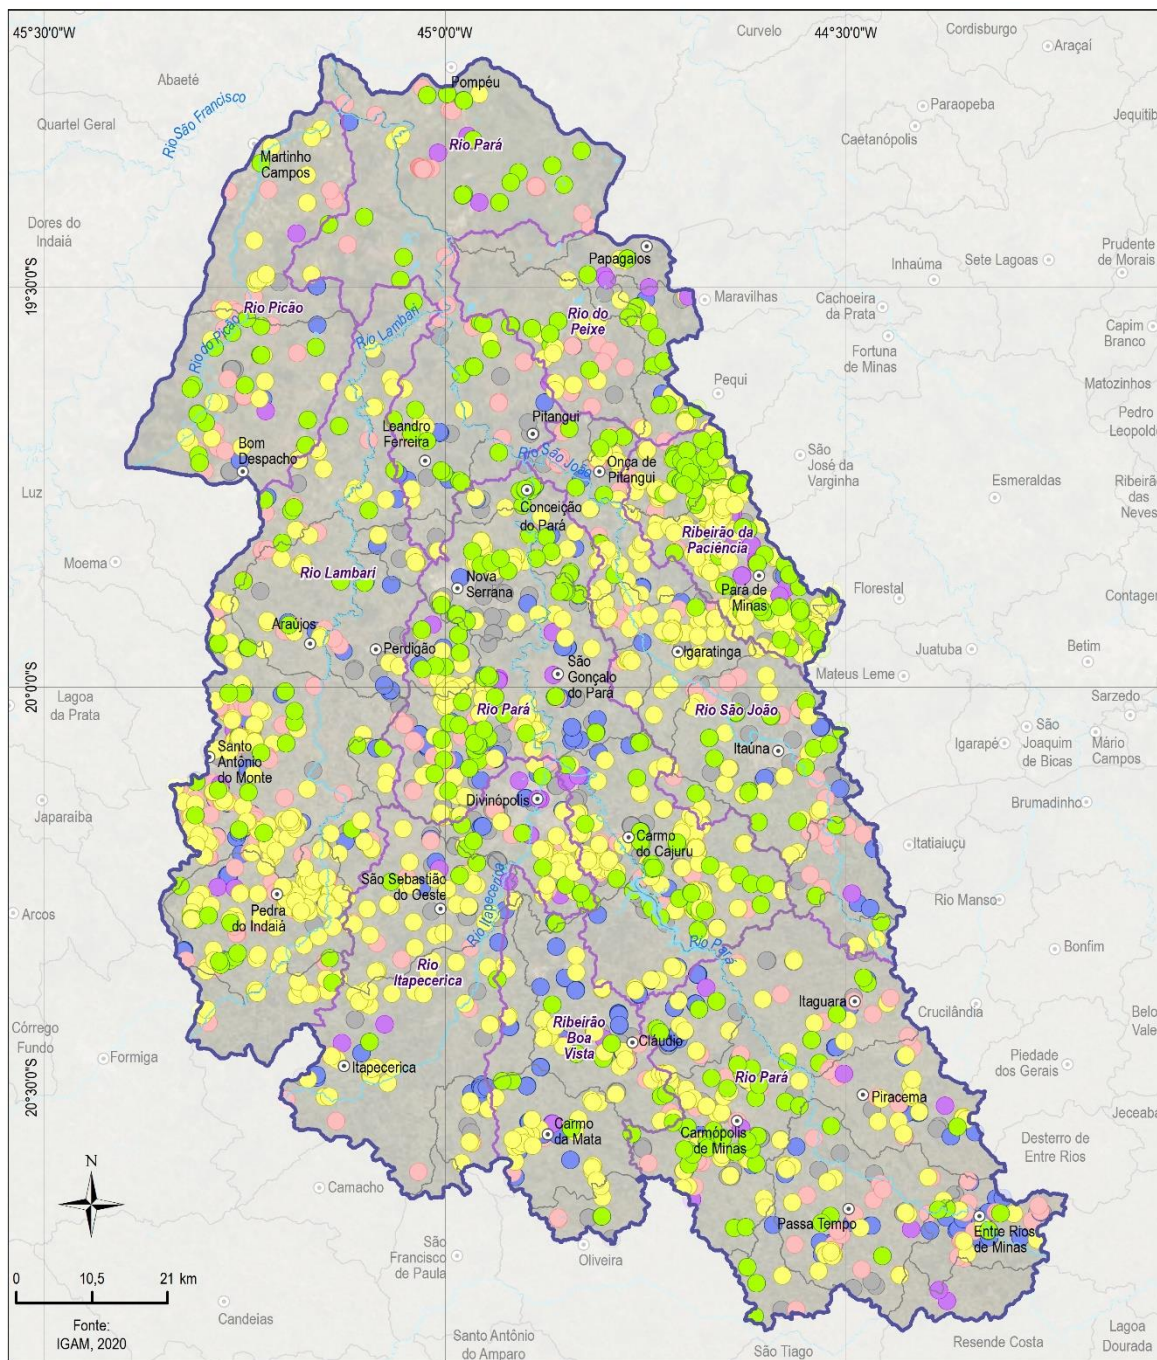 45°30'0"W
45°0'0"W
44°30'0"W
Curvelo
Cordisburgo
Araçaí
Abaeté
Pompéu
Paraopeba
Quartel Geral
Rio São Francisco
Caetanópolis
Jequitib
Rio Pará
Martinho
Campos
Dores do
Indaiá
Papagaios
Inhaúma
Sete Lagoas
Prudente
de Morais
19°30'0"S
Maravilhas
Cachoeira
da Prata
Rio Picão
Rio do
Peixe
Rio do Picão
Rio Lambari
Capim
Branco
Fortuna
de Minas
Pequi
Matozinhos
Pedro
Leopold
Leandro
Ferreira
Pitangui
Bom
Despacho
Rio São João
Onça de
Pitangui
São
José da
Varginha
Luz
Esmeraldas
Ribeirão
das
Neves
Conceição
do Pará
Ribeirão da
Paciência
Moema
Rio Lambari
Nova
Serrana
Pará de
Minas
Florestal
Contagem
Araújos
Perdigão
Igaratinga
Juatuba
Betim
São
Gonçalo
do Pará
Mateus Leme
20°0'0"S
Lagoa
da Prata
Rio Pará
Rio São João
Sarzedo
Santo
Antônio
do Monte
Itaúna
Igarapé
São
Joaquim
de Bicas
Mário
Campos
Divinópolis
Japaraíba
Brumadinho
Carmo
do Cajuru
Itatiaiuçu
São Sebastião
do Oeste
Pedra
do Indaiá
Rio Itapecerica
Rio Manso
Arcos
Rio Pará
Bonfim
Rio
Itapecerica
Itaguara
Crucilândia
Belo
Vale
Ribeirão
Boa
Vista
Córrego
Fundo
Formiga
Cláudio
Piedade
dos Gerais
20°30'0"S
Itapecerica
Rio Pará
Piracema
Jeceaba
Carmo
da Mata
Carmópolis
de Minas
Desterro de
Entre Rios
N
Camacho
Passa Tempo
Entre Rios
de Minas
São
Francisco
de Paula
Oliveira
0 10,5 21 km
Candeias
Fonte:
IGAM, 2020
Santo Antônio
do Amparo
São Tiago
Resende Costa
Lagoa
Dourada